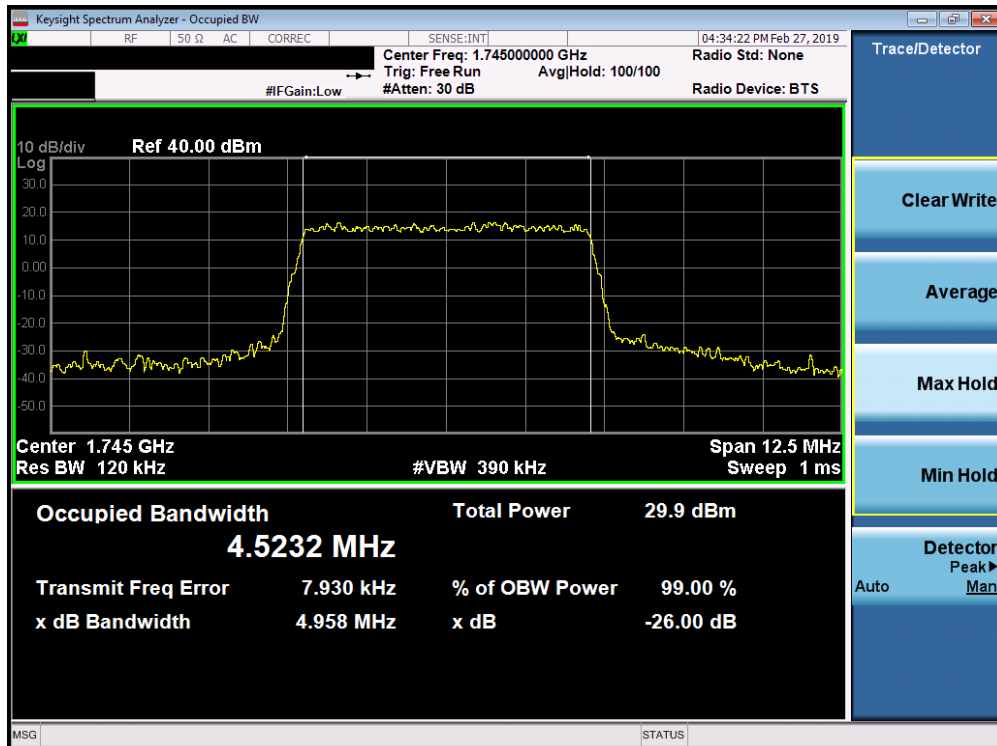 Keysight Spectrum Analyzer - Occupied BW
LXI RF 50 Ω AC CORREC SENSE:INT 04:34:22 PM Feb 27, 2019
Center Freq: 1.745000000 GHz Radio Std: None
Trig: Free Run Avg|Hold: 100/100
#IFGain:Low #Atten: 30 dB Radio Device: BTS
10 dB/div Ref 40.00 dBm
Log
30.0
20.0
10.0
0.00
-10.0
-20.0
-30.0
-40.0
-50.0
Center 1.745 GHz Span 12.5 MHz
Res BW 120 kHz #VBW 390 kHz Sweep 1 ms
Occupied Bandwidth Total Power 29.9 dBm
4.5232 MHz
Transmit Freq Error 7.930 kHz % of OBW Power 99.00 %
x dB Bandwidth 4.958 MHz x dB -26.00 dB
MSG STATUS
Trace/Detector
Clear Write
Average
Max Hold
Min Hold
Detector
Peak▶
Auto Man